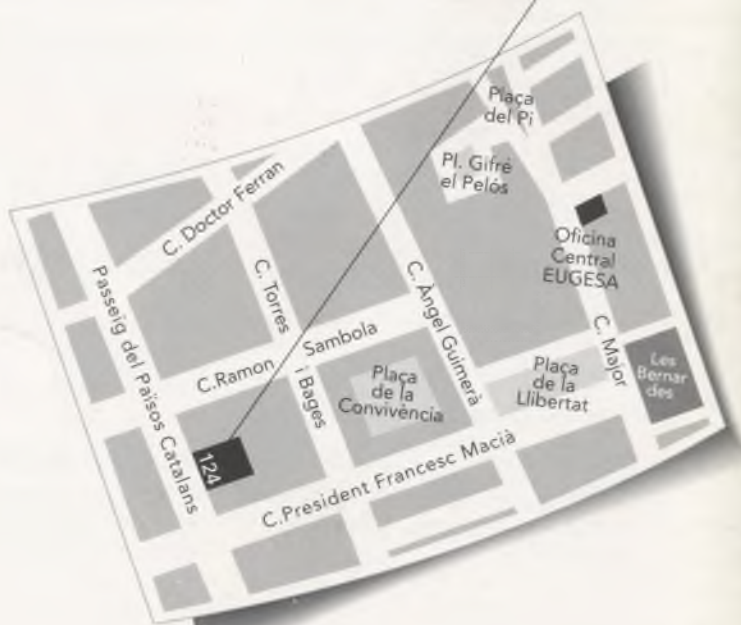 Plaça
del Pi
Pl. Gifré
el Pelós
C. Doctor Ferran
Oficina
Central
EUGESA
Passeig del Països Catalans
C. Torres
i Bages
C. Àngel Guimerà
C.Ramon Sambola
C. Major
Plaça
de la
Convivència
Plaça
de la
Llibertat
Les
Bernar
des
124
C.President Francesc Macià